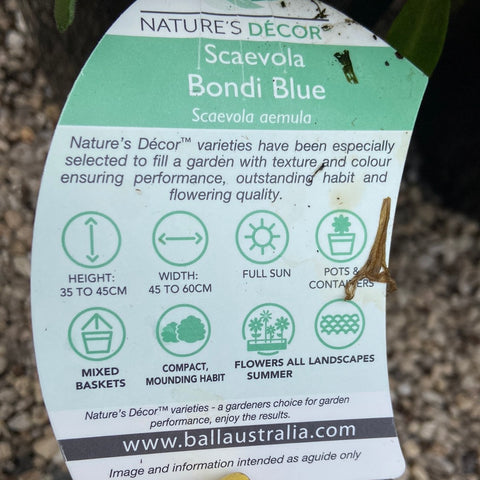 NATURE'S DÉCOR
Scaevola
Bondi Blue
Scaevola aemula
Nature's Décor™ varieties have been especially
selected to fill a garden with texture and colour
ensuring performance, outstanding habit and
flowering quality.
HEIGHT:
35 TO 45CM
WIDTH:
45 TO 60CM
FULL SUN
POTS &
CONTAINERS
MIXED
BASKETS
COMPACT,
MOUNDING HABIT
FLOWERS ALL
SUMMER
LANDSCAPES
Nature's Décor™ varieties - a gardeners choice for garden
performance, enjoy the results.
www.ballaustralia.com
Image and information intended as aguide only